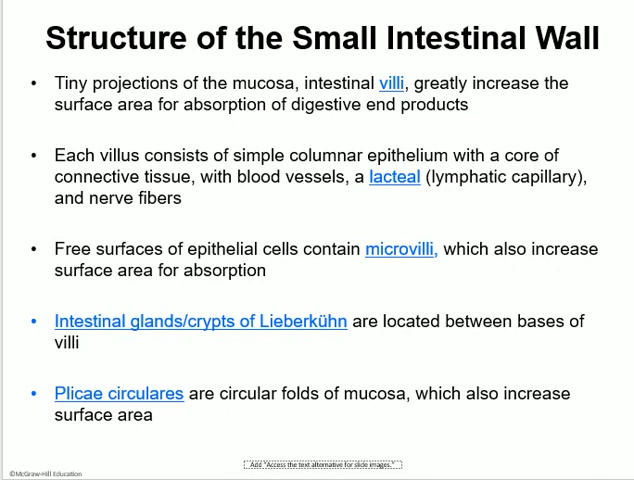 Structure of the Small Intestinal Wall
• Tiny projections of the mucosa, intestinal villi, greatly increase the
surface area for absorption of digestive end products
• Each villus consists of simple columnar epithelium with a core of
connective tissue, with blood vessels, a lacteal (lymphatic capillary),
and nerve fibers
• Free surfaces of epithelial cells contain microvilli, which also increase
surface area for absorption
• Intestinal glands/crypts of Lieberkühn are located between bases of
villi
• Plicae circulares are circular folds of mucosa, which also increase
surface area
Add "Access the text alternative for slide images."
©McGraw-Hill Education